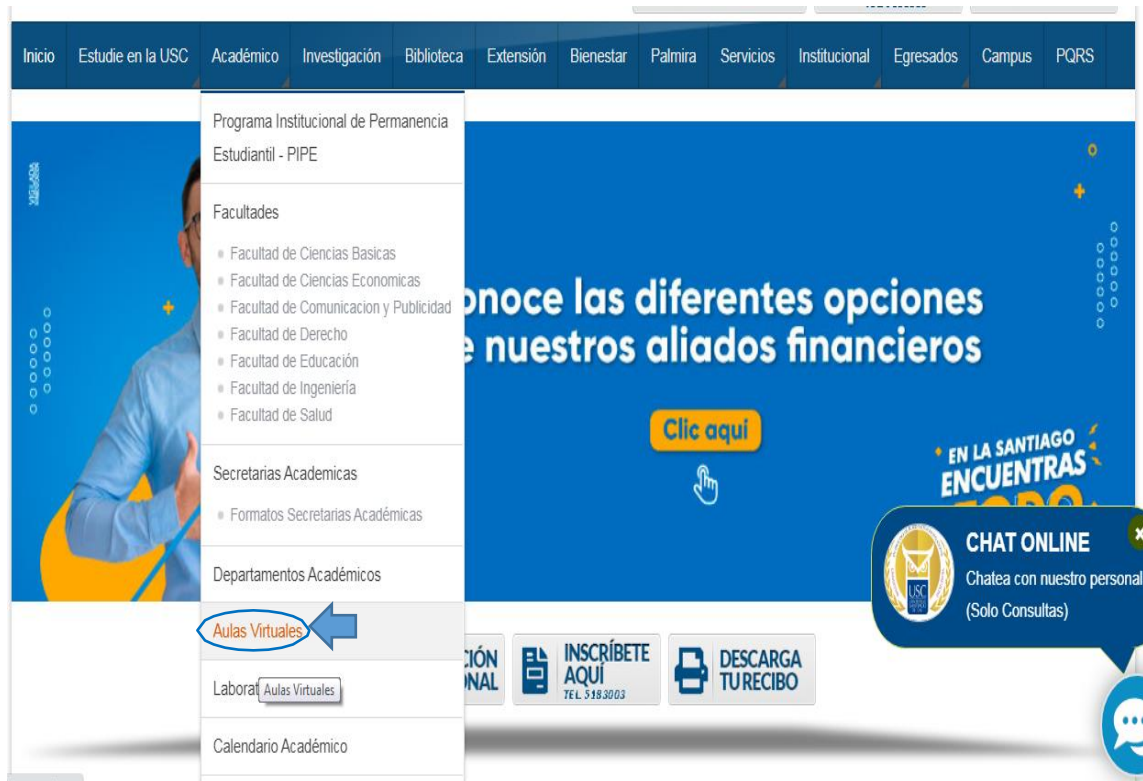 Inicio Estudie en la USC Académico Investigación Biblioteca Extensión Bienestar Palmira Servicios Institucional Egresados Campus PQRS
Programa Institucional de Permanencia
Estudiantil - PIPE
Facultades
Facultad de Ciencias Basicas
Facultad de Ciencias Economicas
Facultad de Comunicacion y Publicidad
Facultad de Derecho
Facultad de Educación
Facultad de Ingeniería
Facultad de Salud
Secretarias Academicas
Formatos Secretarias Académicas
Departamentos Académicos
Aulas Virtuales
Laborat
Aulas Virtuales
Calendario Académico
onoce las diferentes opciones
e nuestros aliados financieros
Clic aqui
EN LA SANTIAGO
ENCUENTRAS
TODO
CHAT ONLINE
Chatea con nuestro personal
(Solo Consultas)
USC
CIÓN
NAL
INSCRÍBETE
AQUÍ
TEL. 5183003
DESCARGA
TU RECIBO